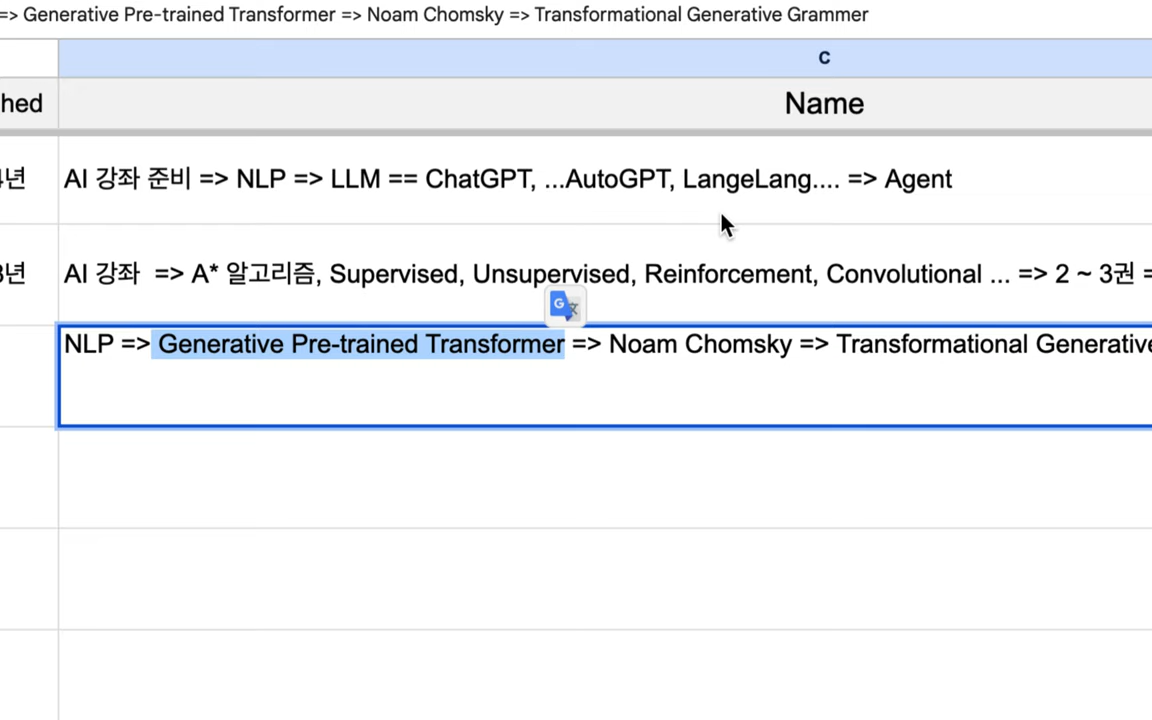 => Generative Pre-trained Transformer => Noam Chomsky => Transformational Generative Grammer
C
hed
Name
년
AI 강좌 준비 => NLP => LLM == ChatGPT, ...AutoGPT, LangeLang.... => Agent
년
AI 강좌 => A* 알고리즘, Supervised, Unsupervised, Reinforcement, Convolutional ... => 2 ~ 3권 =
NLP => Generative Pre-trained Transformer => Noam Chomsky => Transformational Generative